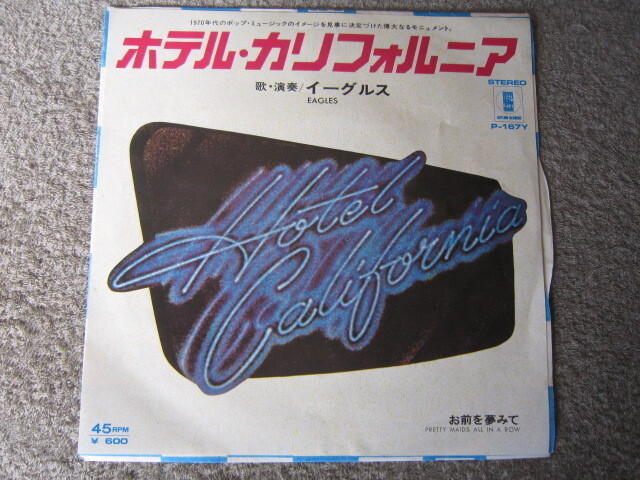 1970年代のポップ・ミュージックのイメージを見事に決定づけた偉大なるモニュメント。
ホテル・カリフォルニア
歌・演奏/イーグルス
EAGLES
STEREO
P-167Y
Hotel
California
45RPM
¥ 600
お前を夢みて
PRETTY MAIDS ALL IN A ROW